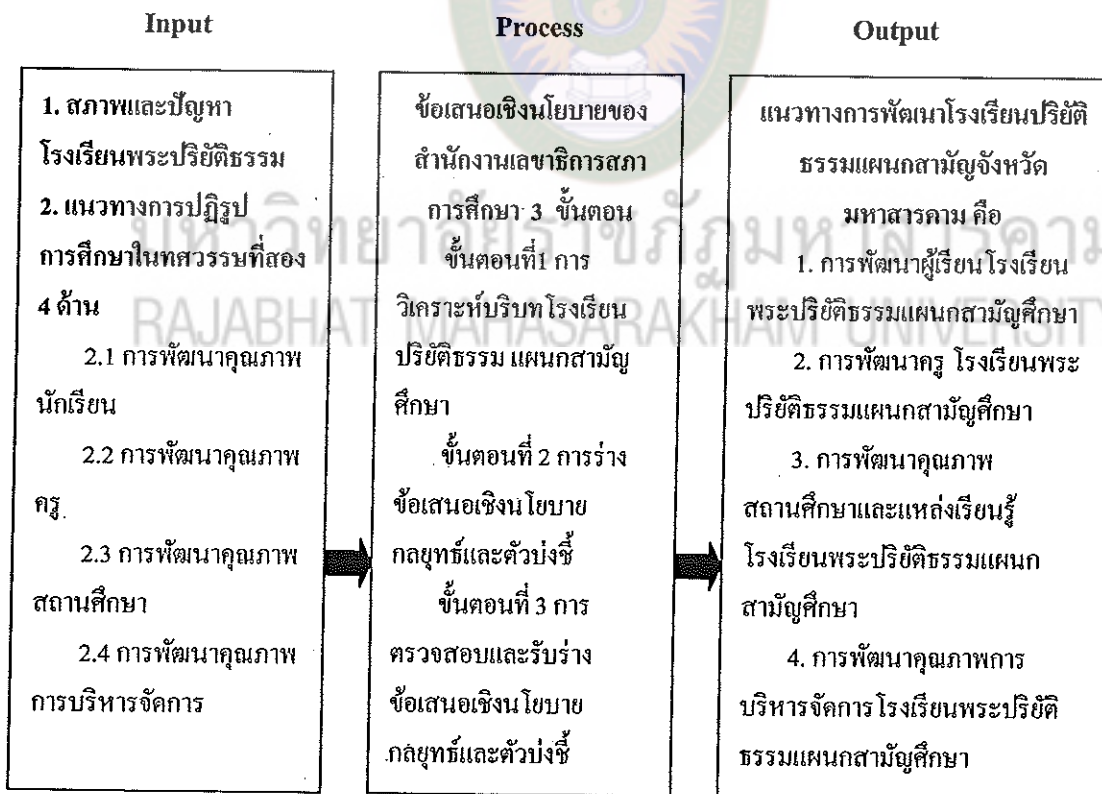 Input
Process
Output
1. สภาพและปัญหา
โรงเรียนพระปริยัติธรรม
2. แนวทางการปฏิรูป
การศึกษาในทศวรรษที่สอง
4 ด้าน
2.1 การพัฒนาคุณภาพ
นักเรียน
2.2 การพัฒนาคุณภาพ
ครู
2.3 การพัฒนาคุณภาพ
สถานศึกษา
2.4 การพัฒนาคุณภาพ
การบริหารจัดการ
ข้อเสนอเชิงนโยบายของ
สำนักงานเลขาธิการสภา
การศึกษา 3 ขั้นตอน
ขั้นตอนที่1 การ
วิเคราะห์บริบทโรงเรียน
ปริยัติธรรม แผนกสามัญ
ศึกษา
ขั้นตอนที่ 2 การร่าง
ข้อเสนอเชิงนโยบาย
กลยุทธ์และตัวบ่งชี้
ขั้นตอนที่ 3 การ
ตรวจสอบและรับร่าง
ข้อเสนอเชิงนโยบาย
กลยุทธ์และตัวบ่งชี้
แนวทางการพัฒนาโรงเรียนปริยัติ
ธรรมแผนกสามัญจังหวัด
มหาสารคาม คือ
1. การพัฒนาผู้เรียนโรงเรียน
พระปริยัติธรรมแผนกสามัญศึกษา
2. การพัฒนาครู โรงเรียนพระ
ปริยัติธรรมแผนกสามัญศึกษา
3. การพัฒนาคุณภาพ
สถานศึกษาและแหล่งเรียนรู้
โรงเรียนพระปริยัติธรรมแผนก
สามัญศึกษา
4. การพัฒนาคุณภาพการ
บริหารจัดการโรงเรียนพระปริยัติ
ธรรมแผนกสามัญศึกษา
มหาวิทยาลัยราชภัฏมหาสารคาม
RAJABHAT MAHASARAKHAM UNIVERSITY